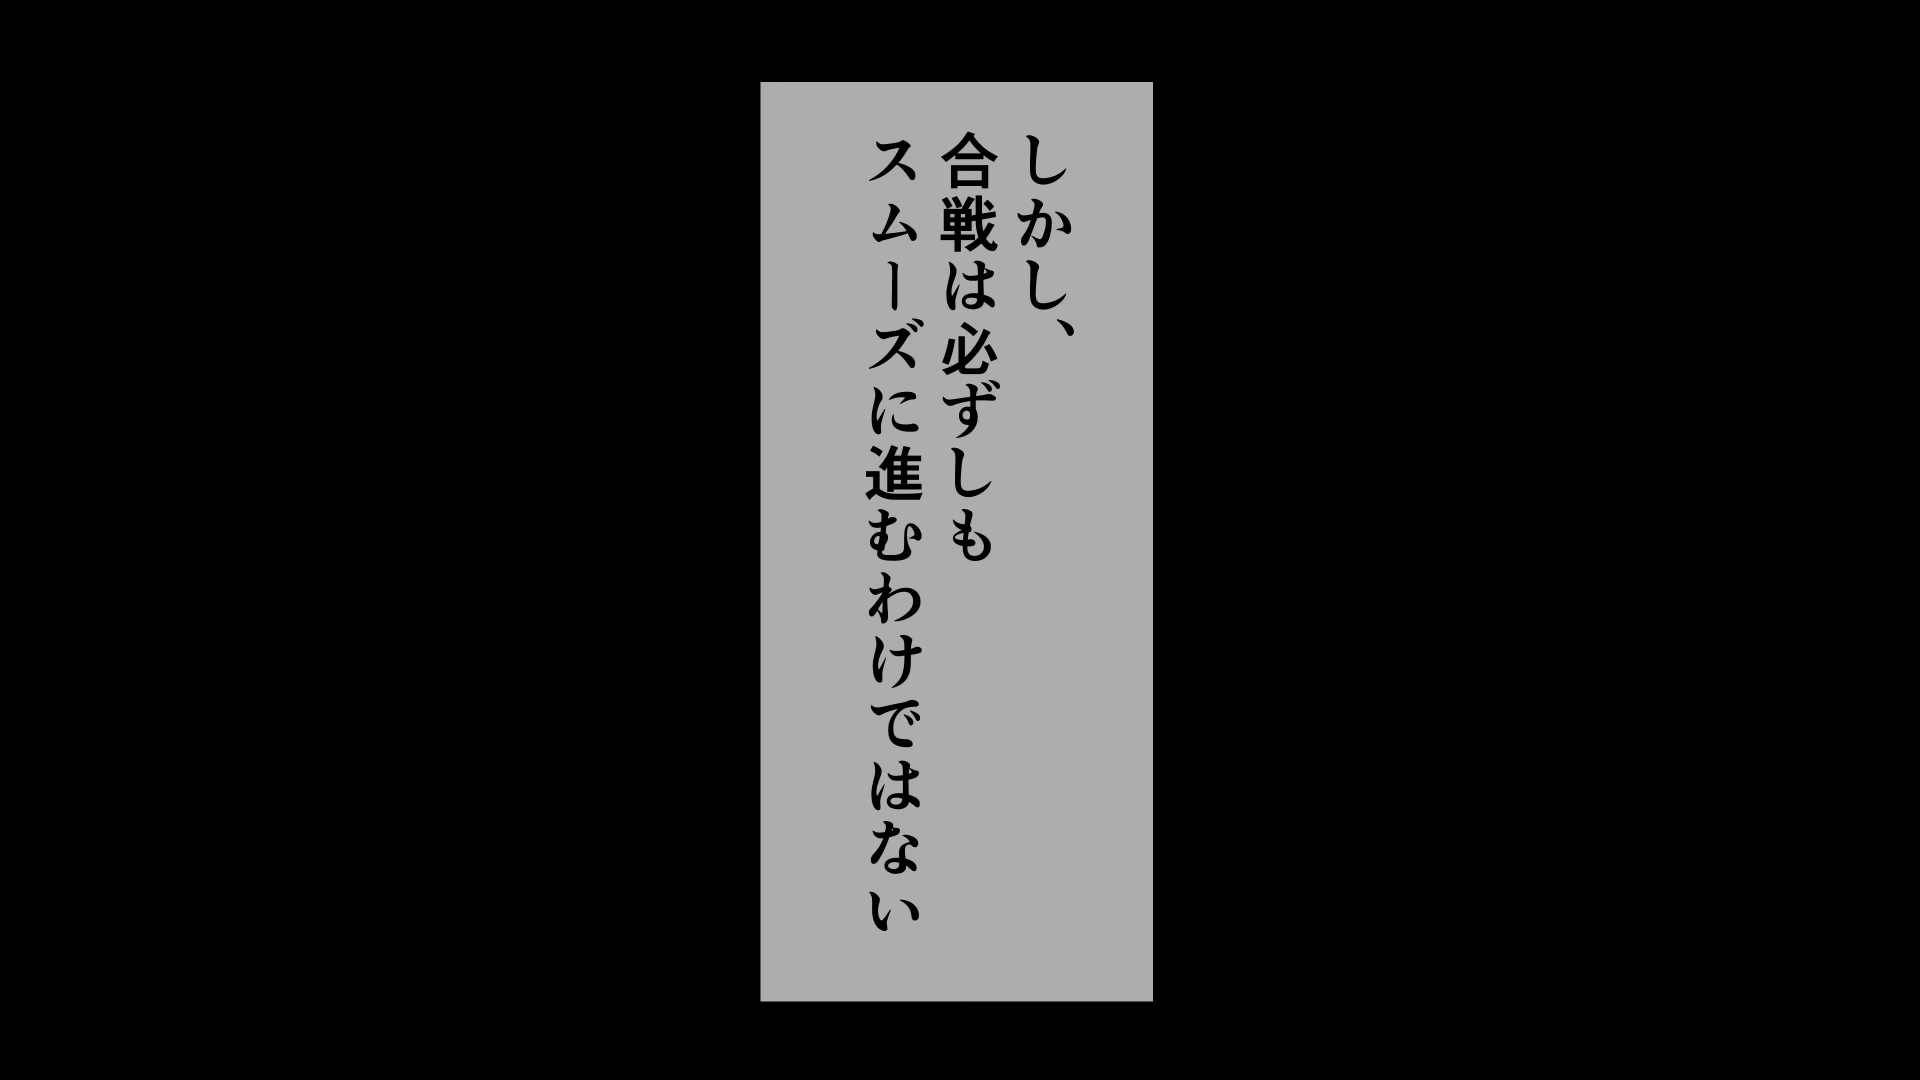 しかし、
合戦は必ずしも
スムーズに進むわけではない